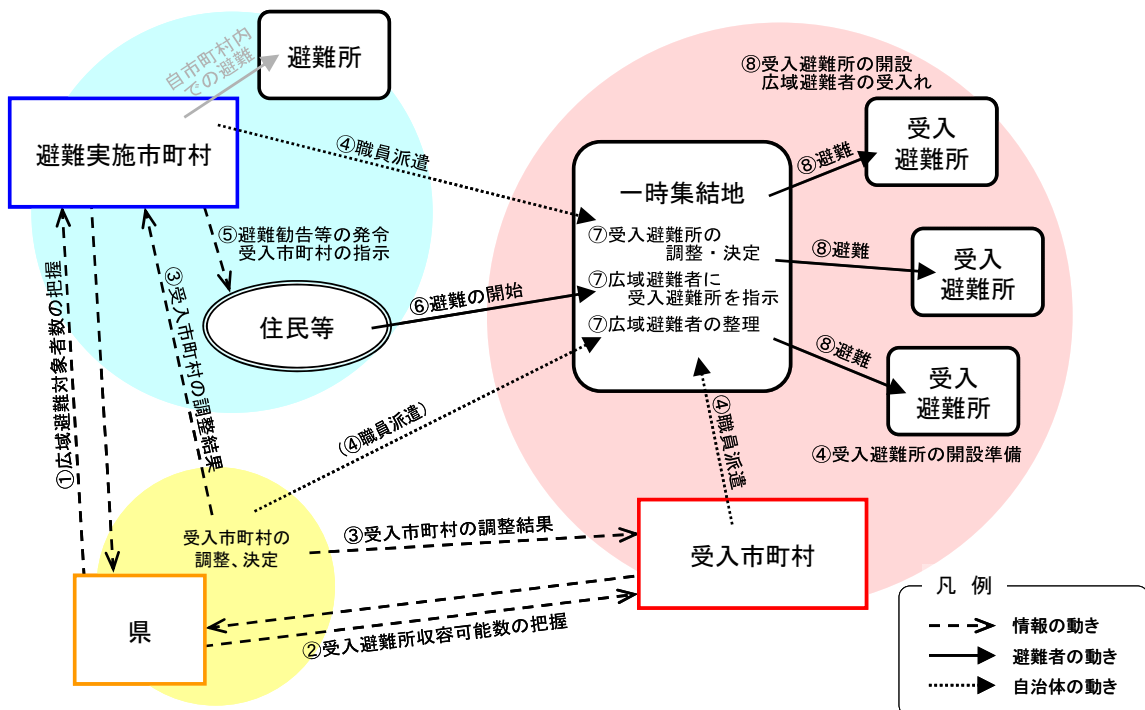 自市町村内
での避難
避難所
避難実施市町村
④職員派遣
⑤避難勧告等の発令
受入市町村の指示
住民等
⑥避難の開始
①広域避難対象者数の把握
③受入市町村の調整結果
⑧受入避難所の開設
広域避難者の受入れ
一時集結地
⑦受入避難所の
調整・決定
⑦広域避難者に
受入避難所を指示
⑦広域避難者の整理
⑧避難
受入
避難所
⑧避難
受入
避難所
⑧避難
受入
避難所
④受入避難所の開設準備
(④職員派遣)
④職員派遣
受入市町村の
調整、決定
③受入市町村の調整結果
受入市町村
県
②受入避難所収容可能数の把握
凡 例
情報の動き
避難者の動き
自治体の動き